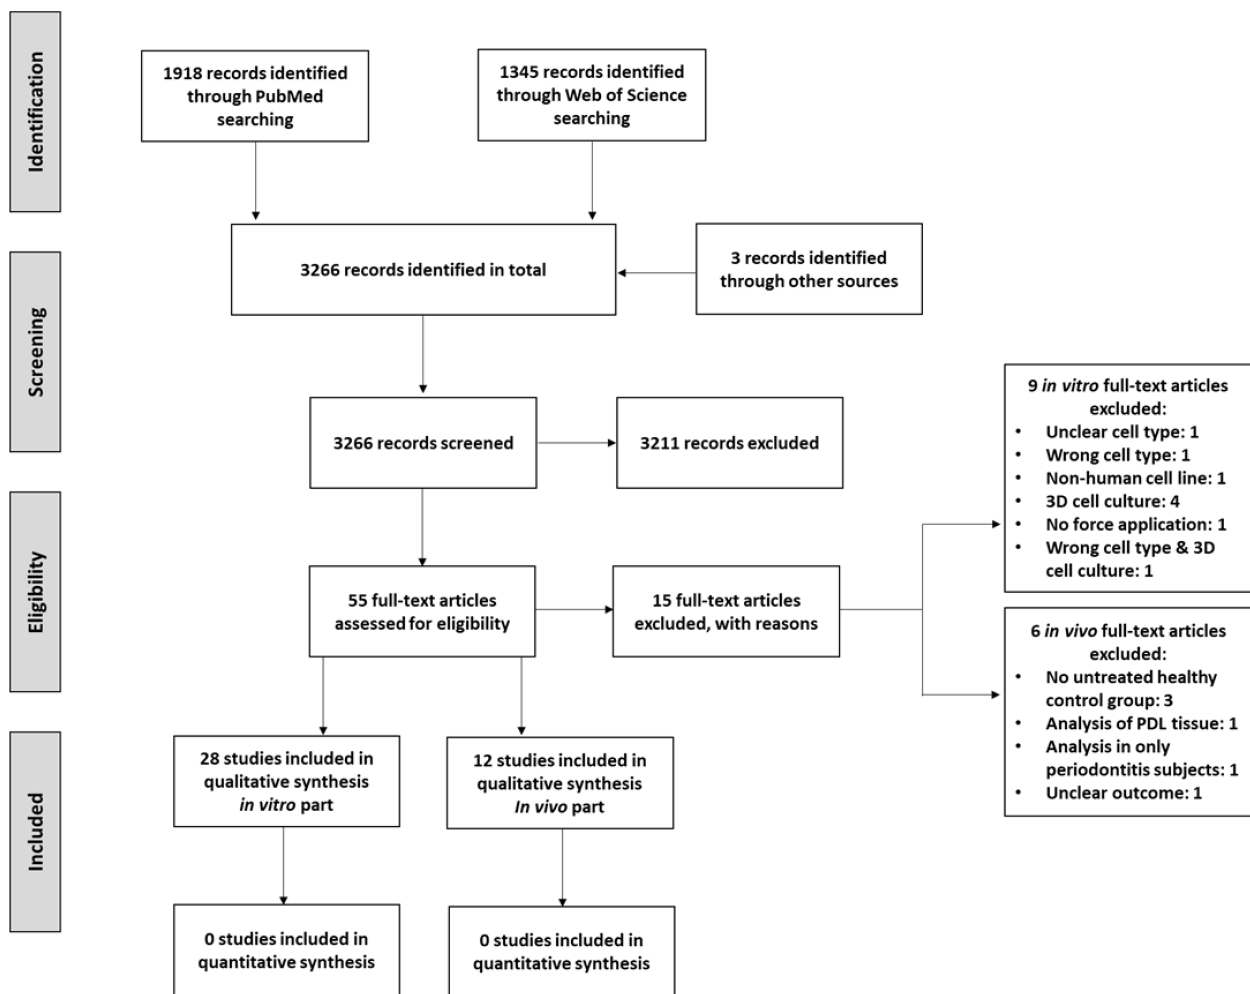 Identification
1918 records identified
through PubMed
searching
1345 records identified
through Web of Science
searching
3266 records identified in total
3 records identified
through other sources
Screening
3266 records screened
3211 records excluded
9 in vitro full-text articles
excluded:
• Unclear cell type: 1
• Wrong cell type: 1
• Non-human cell line: 1
• 3D cell culture: 4
• No force application: 1
• Wrong cell type & 3D
cell culture: 1
Eligibility
55 full-text articles
assessed for eligibility
15 full-text articles
excluded, with reasons
6 in vivo full-text articles
excluded:
• No untreated healthy
control group: 3
• Analysis of PDL tissue: 1
• Analysis in only
periodontitis subjects: 1
• Unclear outcome: 1
Included
28 studies included in
qualitative synthesis
in vitro part
12 studies included in
qualitative synthesis
In vivo part
0 studies included in
quantitative synthesis
0 studies included in
quantitative synthesis